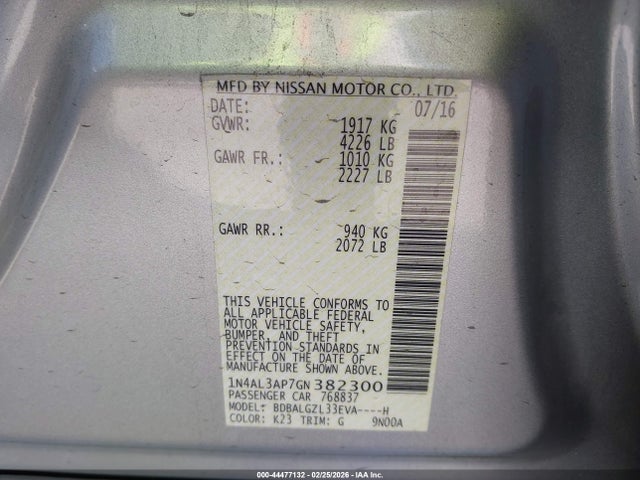 MFD BY NISSAN MOTOR CO., LTD.
DATE: 07/16
GVWR: 1917 KG
4226 LB
GAWR FR.: 1010 KG
2227 LB
GAWR RR.: 940 KG
2072 LB
THIS VEHICLE CONFORMS TO
ALL APPLICABLE FEDERAL
MOTOR VEHICLE SAFETY,
BUMPER, AND THEFT
PREVENTION STANDARDS IN
EFFECT ON THE DATE OF
MANUFACTURE SHOWN ABOVE.
1N4AL3AP7GN382300
PASSENGER CAR 768837
MODEL: BDBALGZL33EVA----H
COLOR: K23 TRIM: G 9N00A
000-44477132 - 02/25/2026 - IAA Inc.